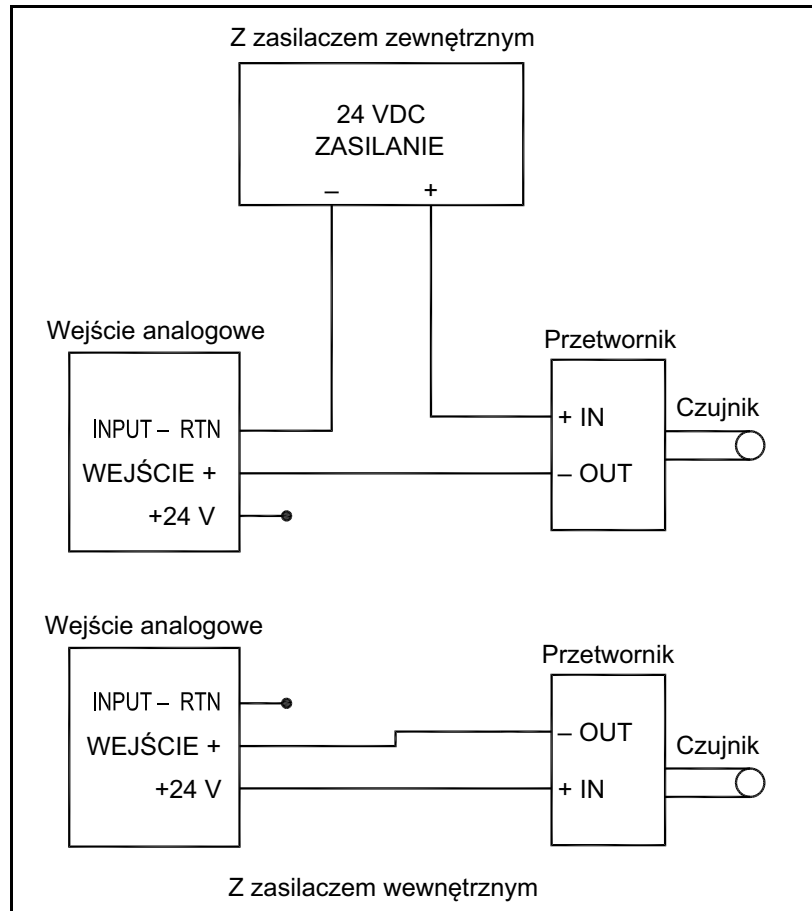 Z zasilaczem zewnętrznym
24 VDC
ZASILANIE
– +
Wejście analogowe
INPUT – RTN
WEJŚCIE +
+24 V
Przetwornik
+ IN
– OUT
Czujnik
Wejście analogowe
INPUT – RTN
WEJŚCIE +
+24 V
Przetwornik
– OUT
+ IN
Czujnik
Z zasilaczem wewnętrznym